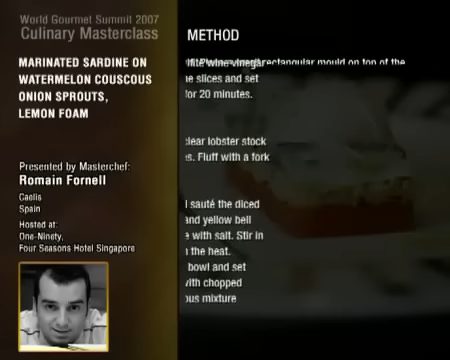 World Gourmet Summit 2007
Culinary Masterclass
MARINATED SARDINE ON
WATERMELON COUSCOUS
ONION SPROUTS,
LEMON FOAM
Presented by Masterchef:
Romain Fornell
Caelis
Spain
Hosted at:
One-Ninety,
Four Seasons Hotel Singapore
METHOD
rectangular mould on top of the
slices and set
for 20 minutes.
clear lobster stock
s. Fluff with a fork
sauté the diced
and yellow bell
with salt. Stir in
the heat.
bowl and set
with chopped
ous mixture